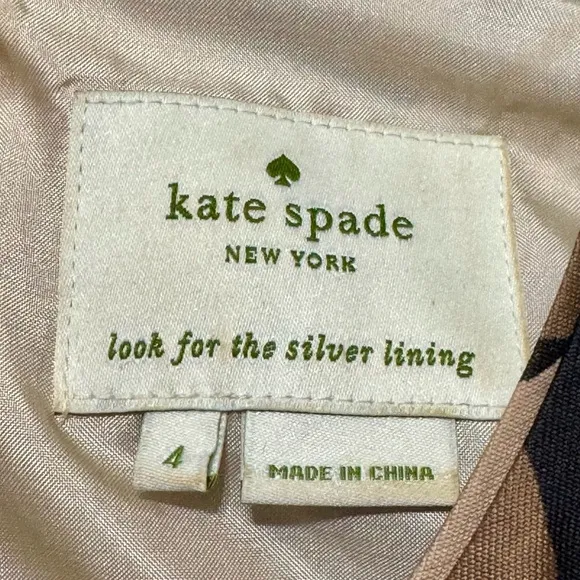 kate spade
NEW YORK
look for the silver lining
4
MADE IN CHINA